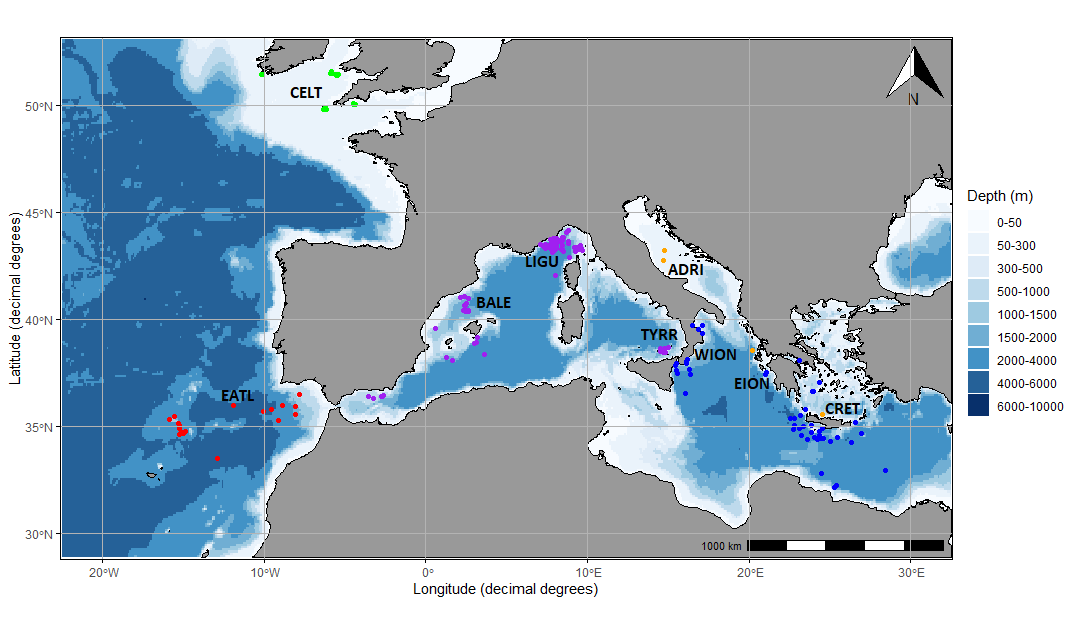 N
CELT
LIGU
ADRI
BALE
TYRR
WION
EION
EATL
CRET
1000 km
50°N
45°N
40°N
35°N
30°N
20°W
10°W
0°
10°E
20°E
30°E
Latitude (decimal degrees)
Longitude (decimal degrees)
Depth (m)
0-50
50-300
300-500
500-1000
1000-1500
1500-2000
2000-4000
4000-6000
6000-10000